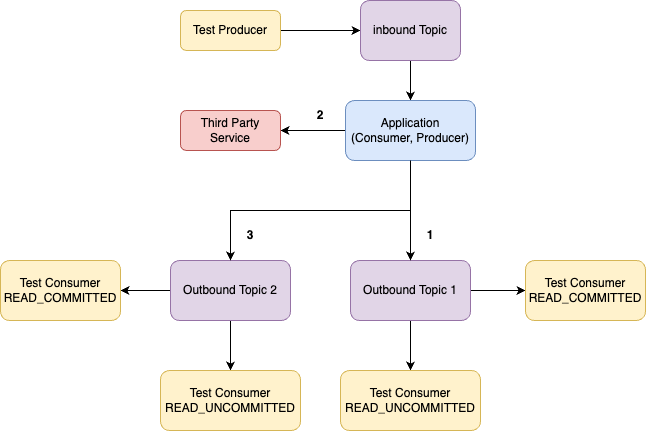 Test Producer
inbound Topic
2
Third Party
Service
Application
(Consumer, Producer)
3
1
Test Consumer
READ_COMMITTED
Outbound Topic 2
Outbound Topic 1
Test Consumer
READ_COMMITTED
Test Consumer
READ_UNCOMMITTED
Test Consumer
READ_UNCOMMITTED